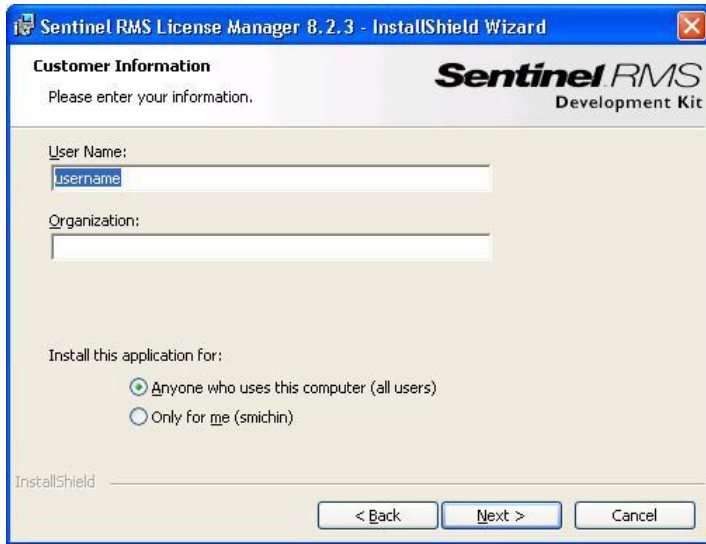 Sentinel RMS License Manager 8.2.3 - InstallShield Wizard
Customer Information
Please enter your information.
Sentinel RMS
Development Kit
User Name:
username
Organization:
Install this application for:
Anyone who uses this computer (all users)
Only for me (smichin)
InstallShield
< Back
Next >
Cancel